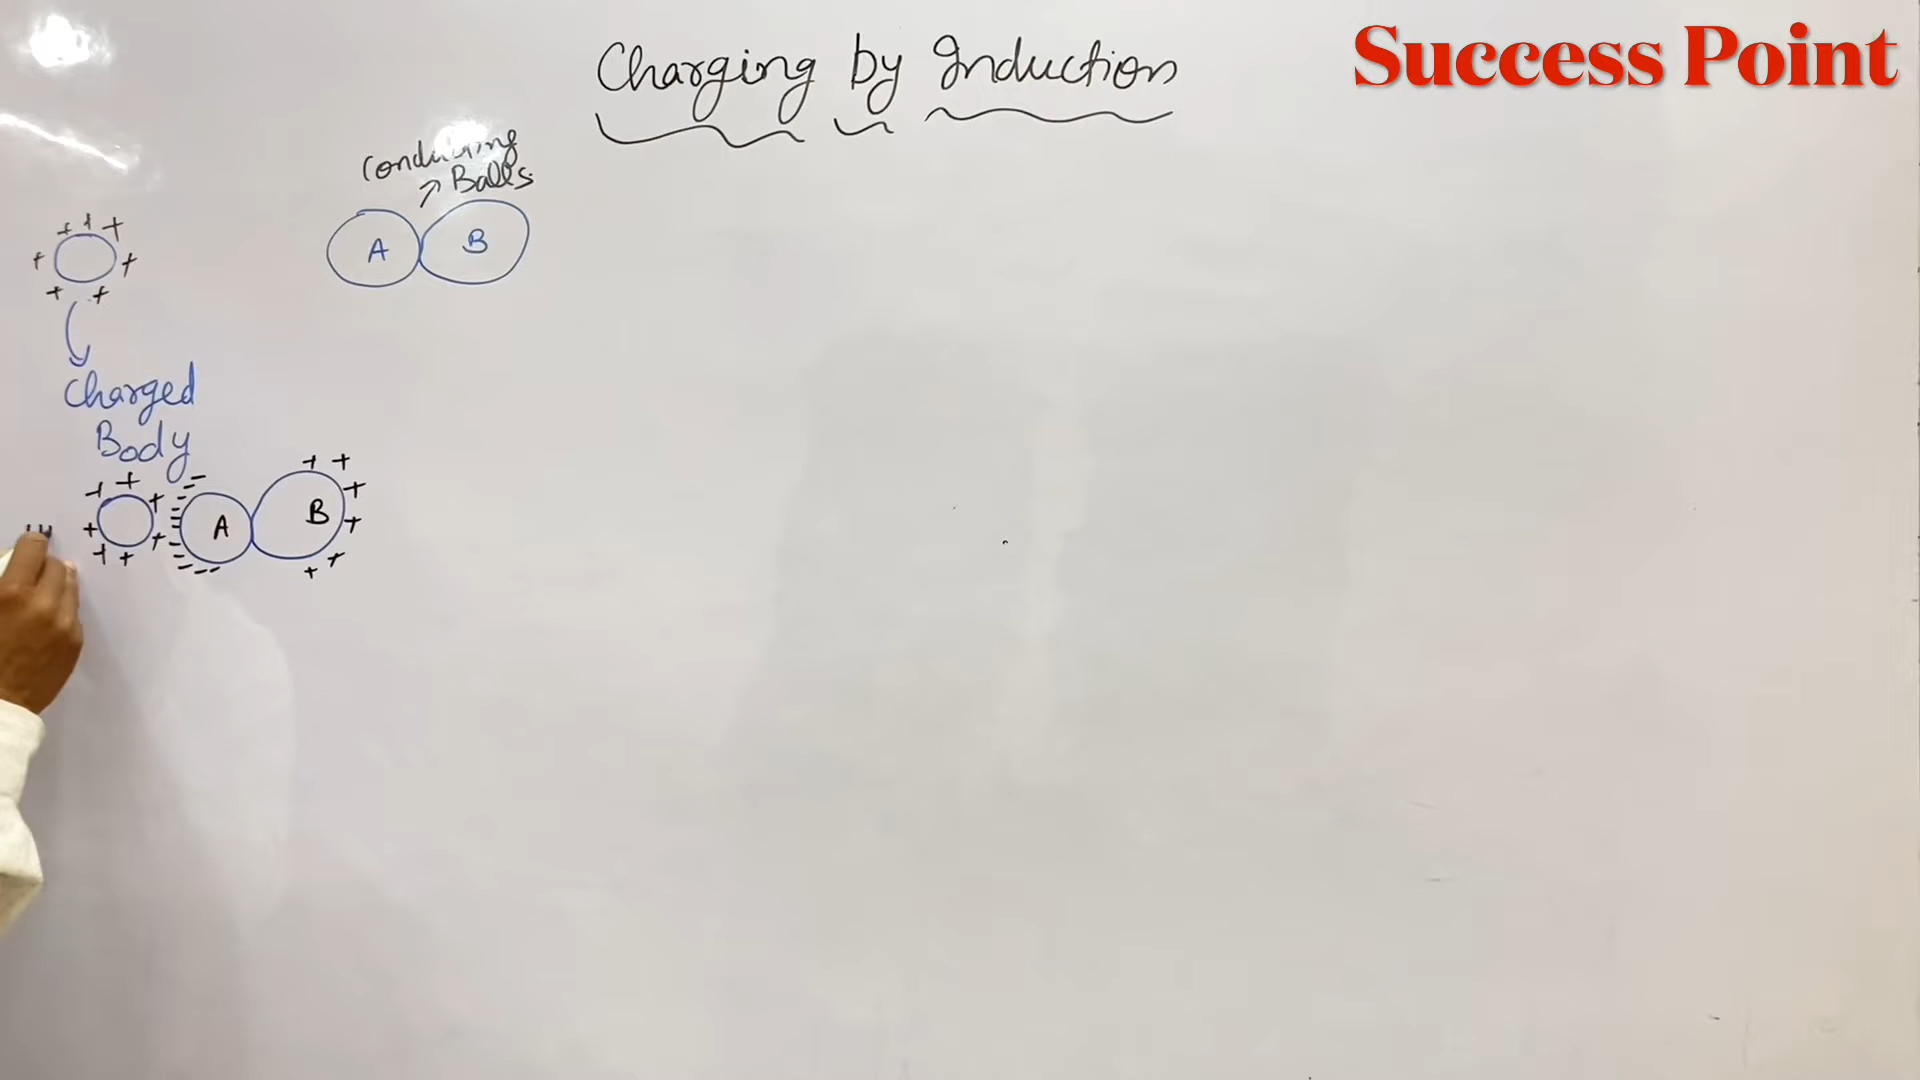 Charging by Induction
Success Point
Conducting
Balls
A B
+ + +
+ +
+ +
Charged
Body
+ + + - - + +
+ A B +
+ + + - - - + +